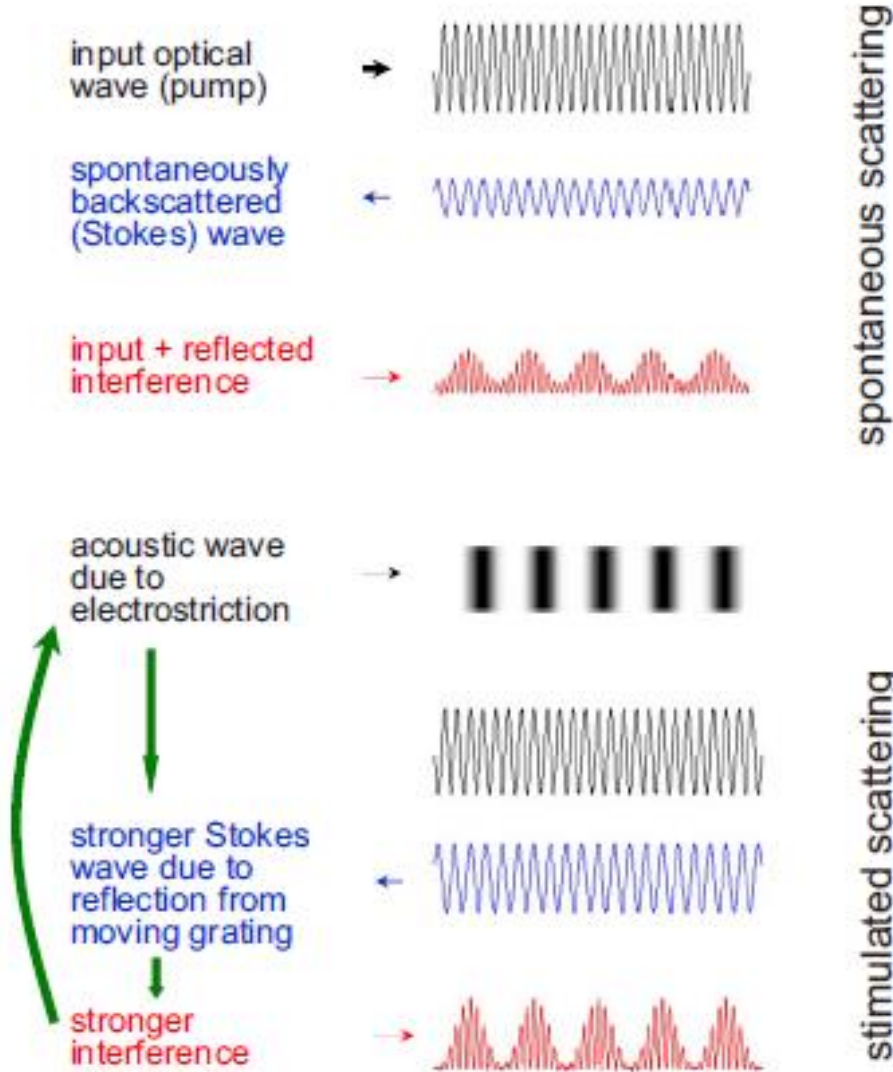 input optical
wave (pump)
spontaneously
backscattered
(Stokes) wave
input + reflected
interference
spontaneous scattering
acoustic wave
due to
electrostriction
stronger Stokes
wave due to
reflection from
moving grating
stronger
interference
stimulated scattering